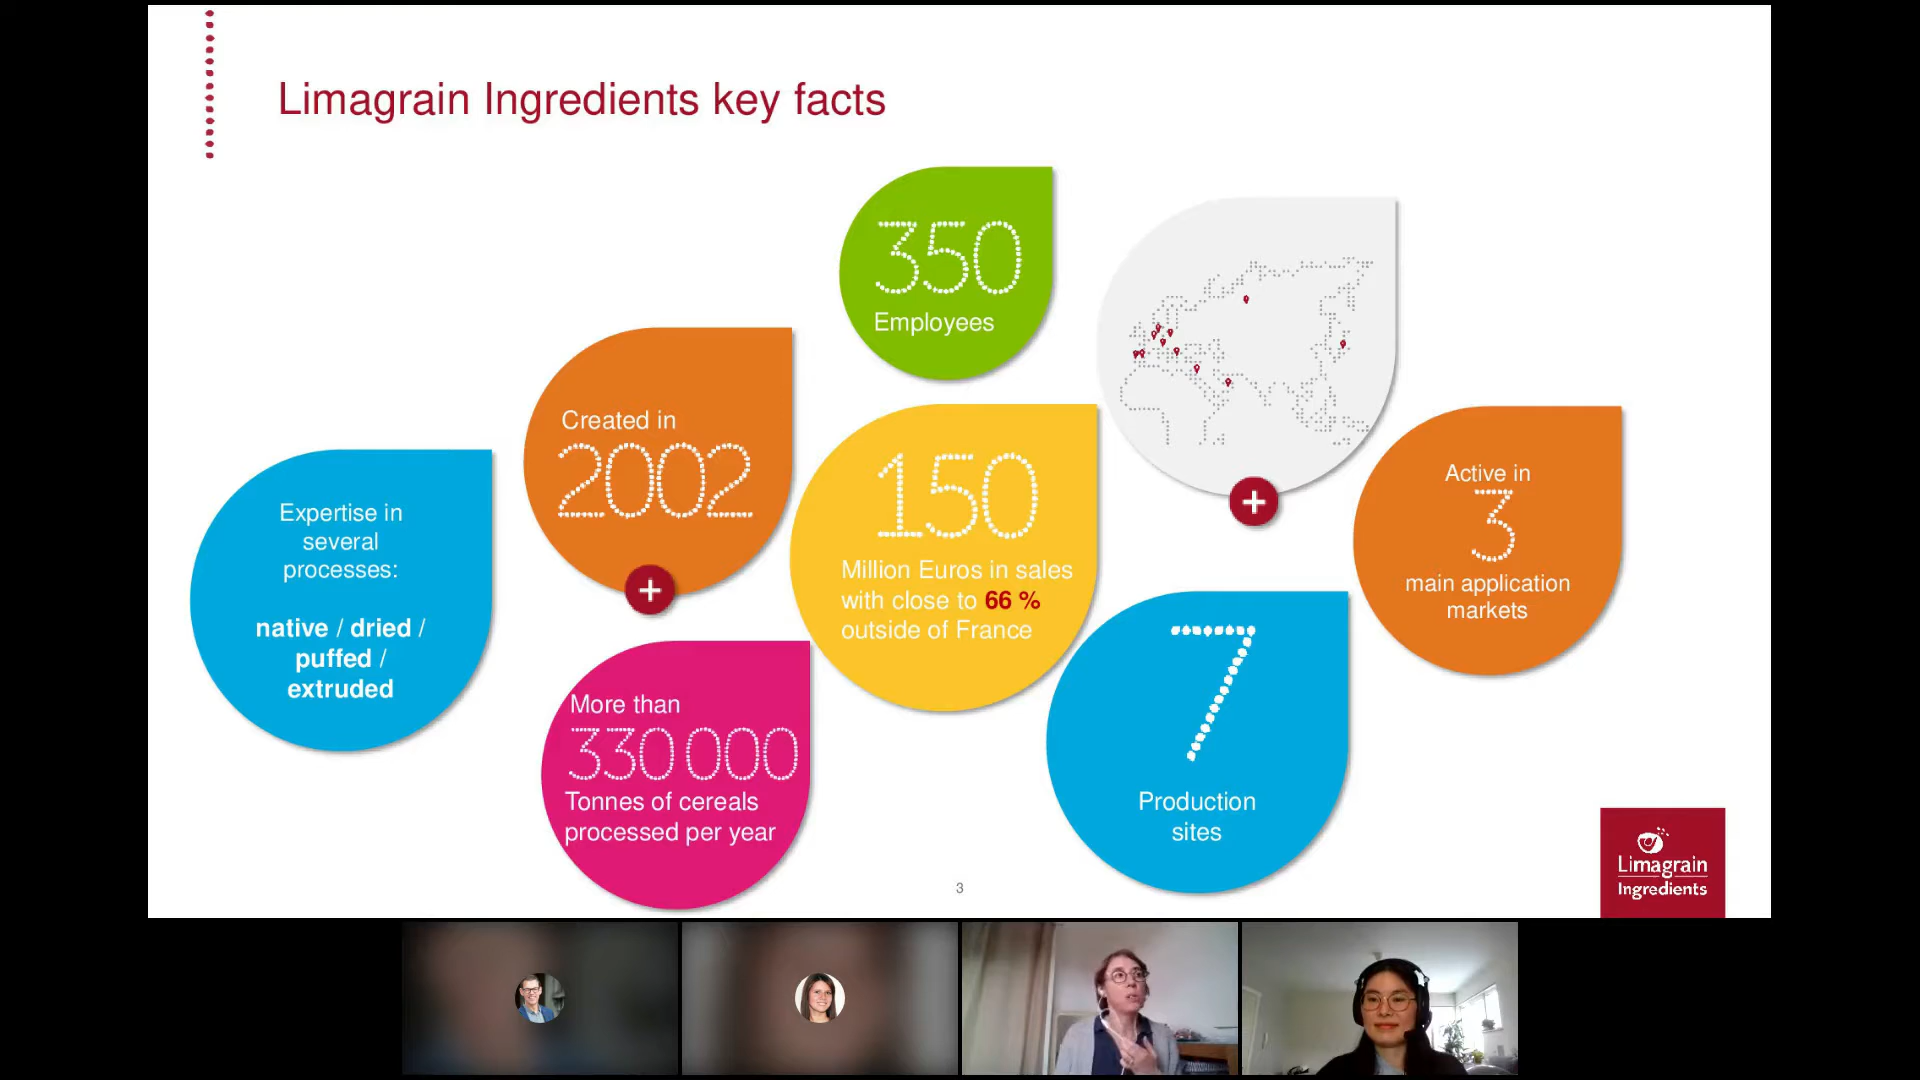 Limagrain Ingredients key facts
350
Employees
Created in
2002
Expertise in
several
processes:
native / dried /
puffed /
extruded
150
Million Euros in sales
with close to 66 %
outside of France
Active in
3
main application
markets
More than
330 000
Tonnes of cereals
processed per year
7
Production
sites
3
Limagrain
Ingredients